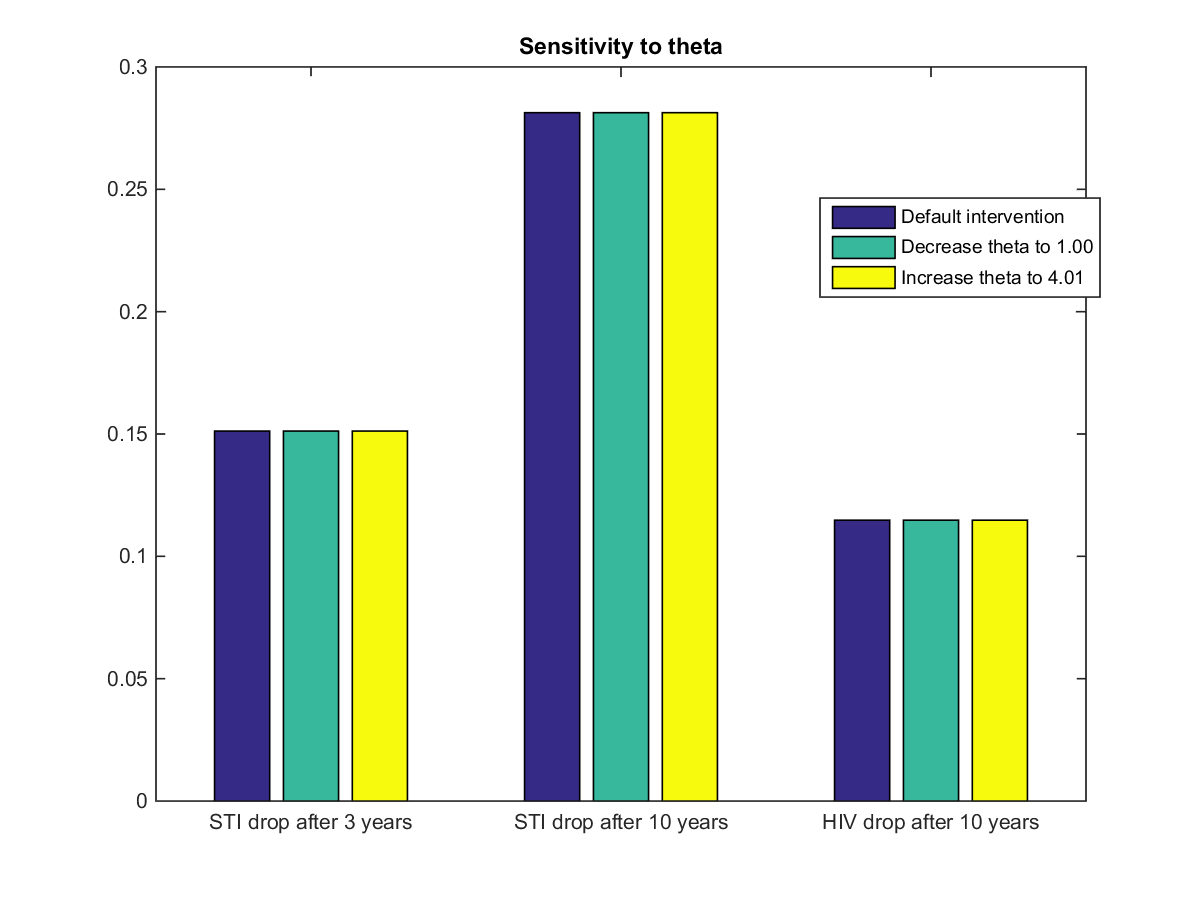 Sensitivity to theta
0.3
0.25
0.2
0.15
0.1
0.05
0
Default intervention
Decrease theta to 1.00
Increase theta to 4.01
STI drop after 3 years
STI drop after 10 years
HIV drop after 10 years